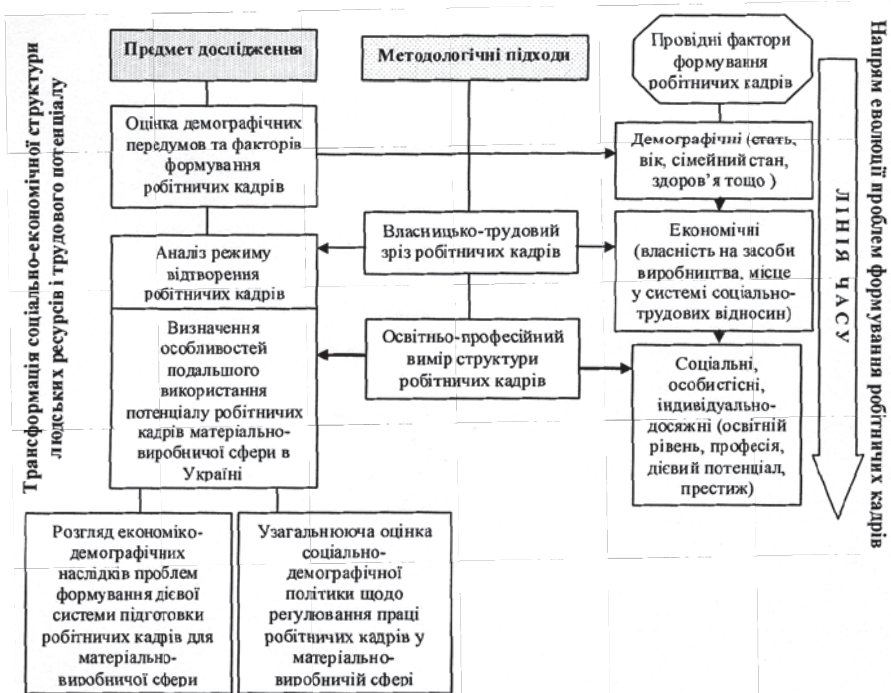 Трансформація соціально-економічної структури
людських ресурсів і трудового потенціалу
Предмет дослідження
Оцінка демографічних
передумов та факторів
формування
робітничих кадрів
Аналіз режиму
відтворення
робітничих кадрів
Визначення
особливостей
подальшого
використання
потенціалу робітничих
кадрів матеріально-
виробничої сфери в
Україні
Розгляд економіко-
демографічних
наслідків проблем
формування дієвої
системи підготовки
робітничих кадрів для
матеріально-
виробничої сфери
Узагальнююча оцінка
соціально-
демографічної
політики щодо
регулювання праці
робітничих кадрів у
матеріально-
виробничій сфері
Методологічні підходи
Власницько-трудовий
зріз робітничих кадрів
Освітньо-професійний
вимір структури
робітничих кадрів
Провідні фактори
формування
робітничих кадрів
Демографічні (стать,
вік, сімейний стан,
здоров'я тощо )
Економічні
(власність на засоби
виробництва, місце
у системі соціально-
трудових відносин)
Соціальні,
особистісні,
індивідуально-
досяжні (освітній
рівень, професія,
дієвий потенціал,
престиж)
ЛІНІЯ ЧАСУ
Напрям еволюції проблем формування робітничих кадрів